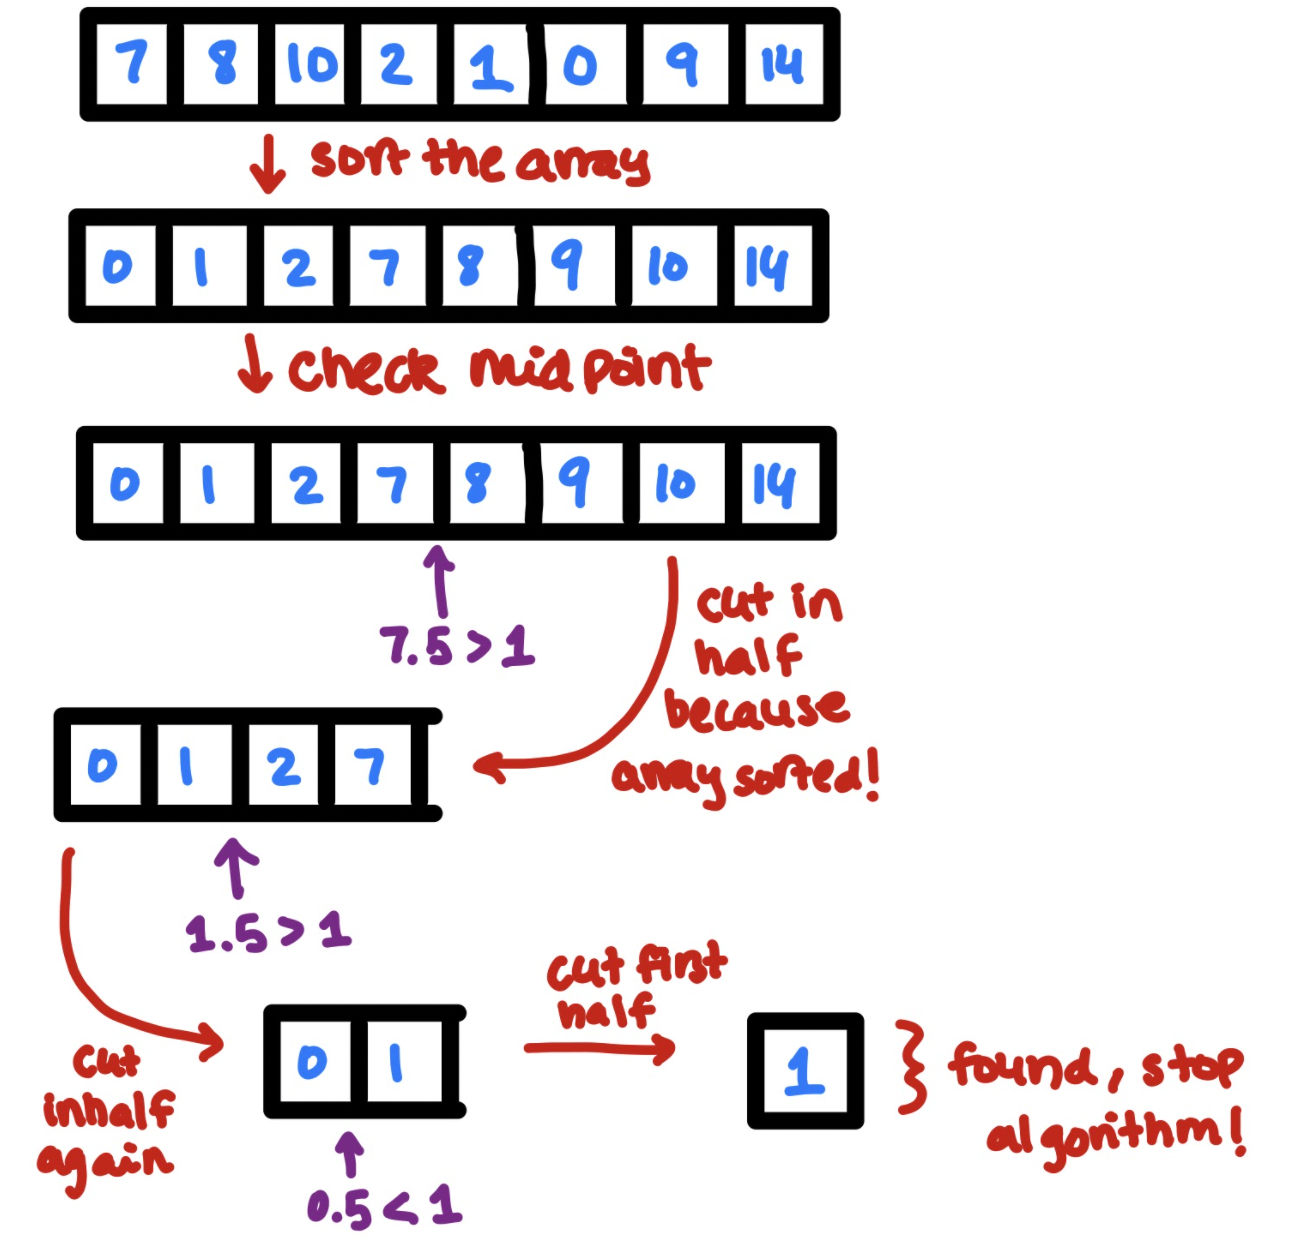 7 8 10 2 1 0 9 14
sort the array
0 1 2 7 8 9 10 14
check midpoint
0 1 2 7 8 9 10 14
7.5 > 1
cut in
half
because
array sorted!
0 1 2 7
1.5 > 1
cut
in half
again
0 1
0.5 < 1
cut first
half
1
found, stop
algorithm!